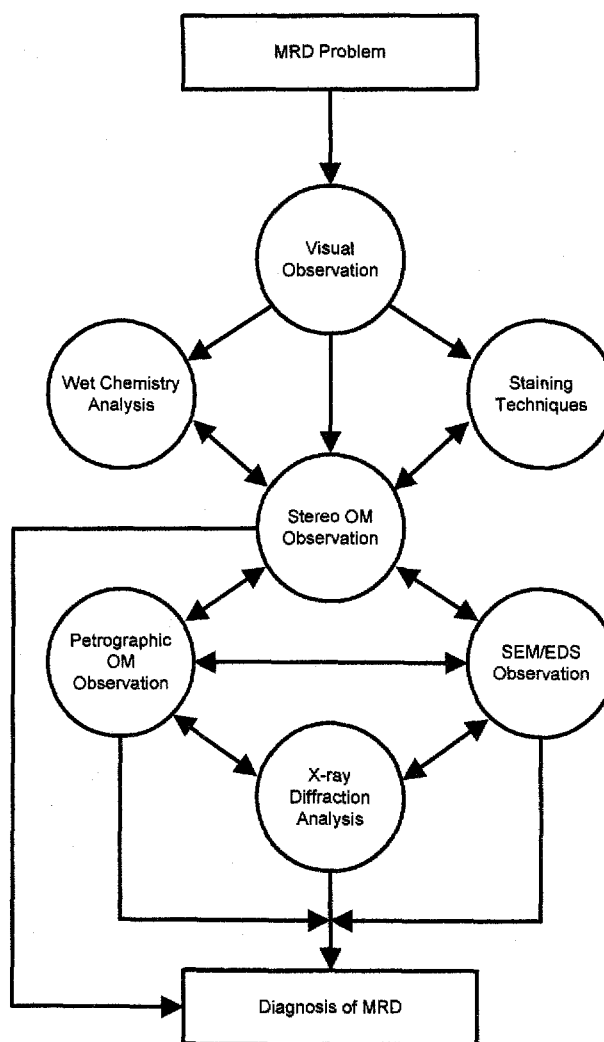 MRD Problem
Visual
Observation
Wet Chemistry
Analysis
Staining
Techniques
Stereo OM
Observation
Petrographic
OM
Observation
SEM/EDS
Observation
X-ray
Diffraction
Analysis
Diagnosis of MRD